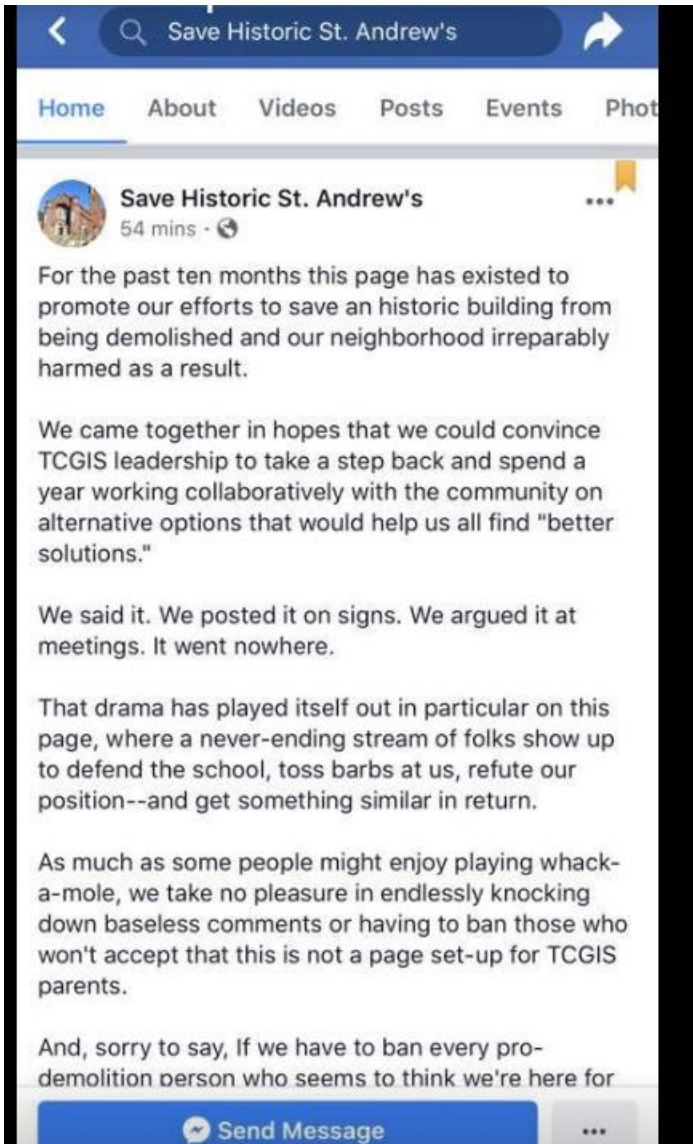 Save Historic St. Andrew's
Home About Videos Posts Events Phot
Save Historic St. Andrew's
54 mins ·
For the past ten months this page has existed to
promote our efforts to save an historic building from
being demolished and our neighborhood irreparably
harmed as a result.
We came together in hopes that we could convince
TCGIS leadership to take a step back and spend a
year working collaboratively with the community on
alternative options that would help us all find "better
solutions."
We said it. We posted it on signs. We argued it at
meetings. It went nowhere.
That drama has played itself out in particular on this
page, where a never-ending stream of folks show up
to defend the school, toss barbs at us, refute our
position--and get something similar in return.
As much as some people might enjoy playing whack-
a-mole, we take no pleasure in endlessly knocking
down baseless comments or having to ban those who
won't accept that this is not a page set-up for TCGIS
parents.
And, sorry to say, If we have to ban every pro-
demolition person who seems to think we're here for
Send Message